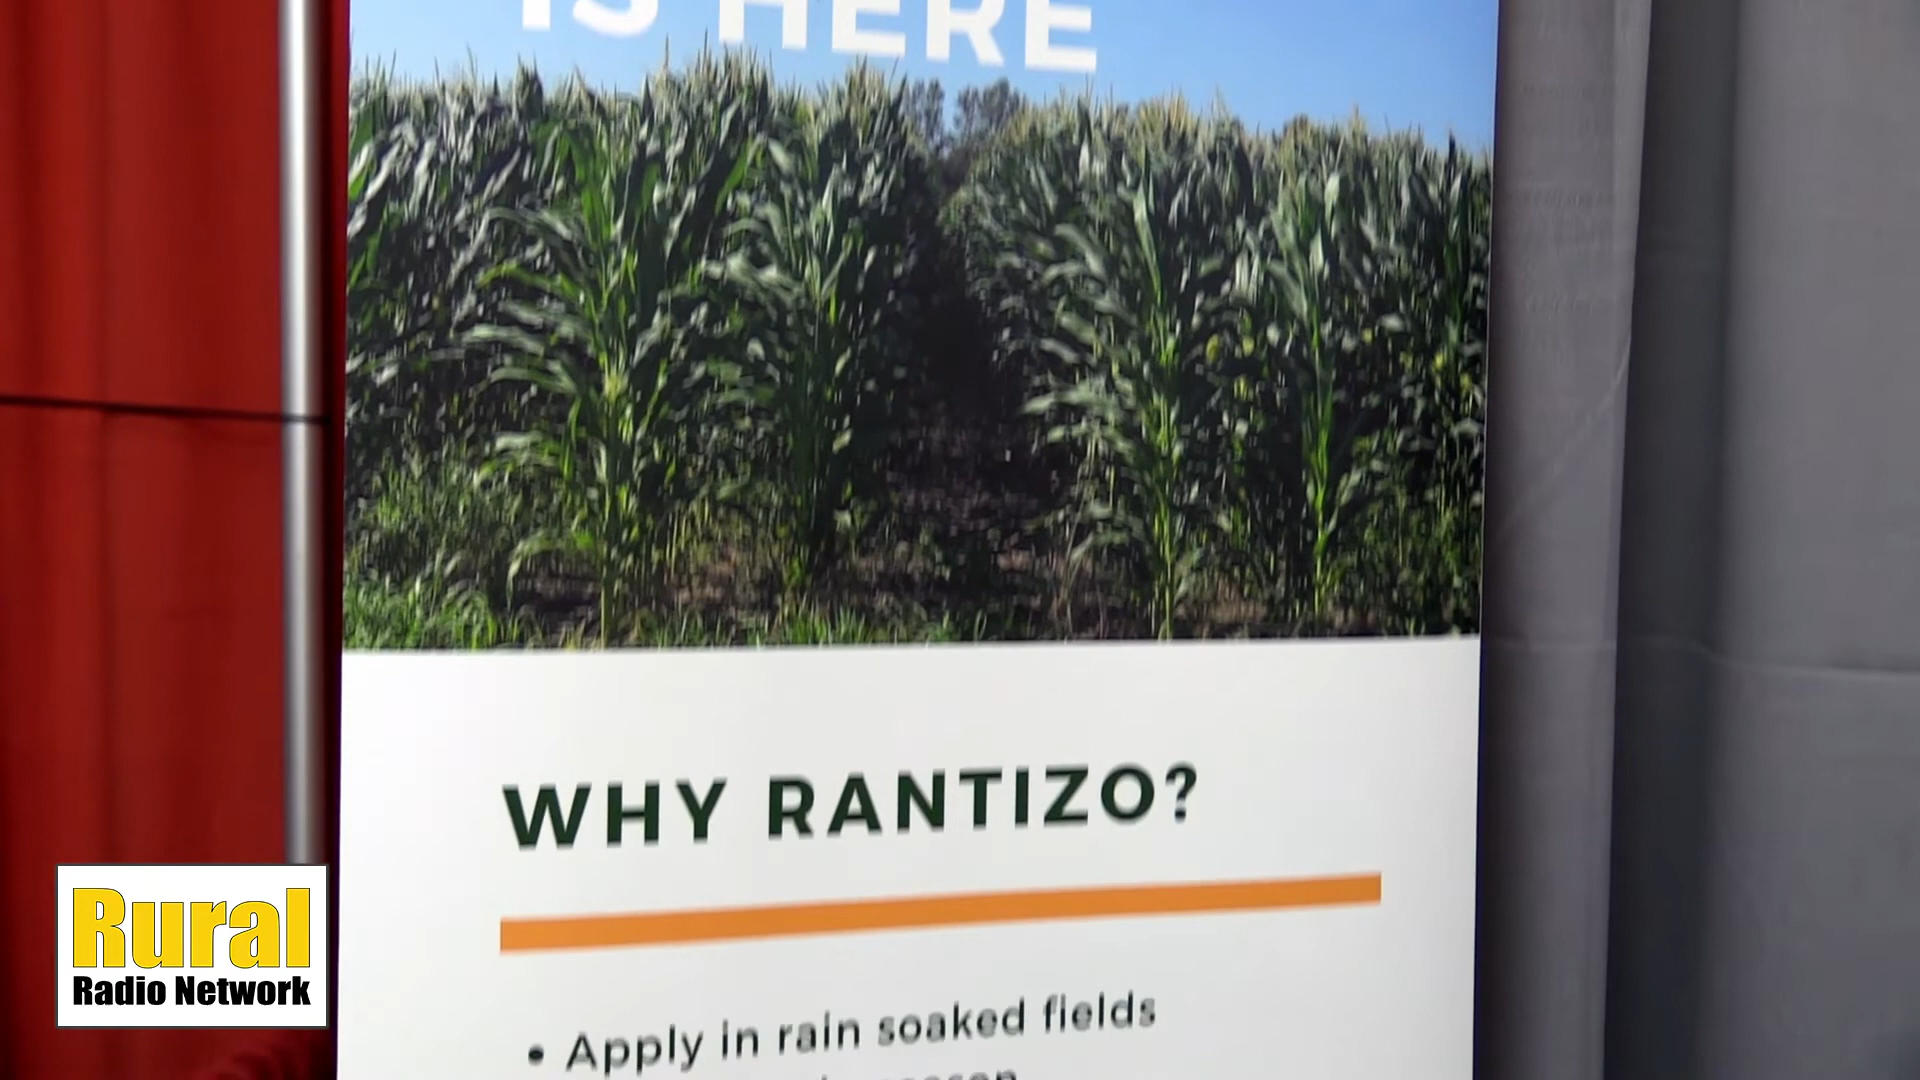 IS HERE
WHY RANTIZO?
• Apply in rain soaked fields
Rural
Radio Network